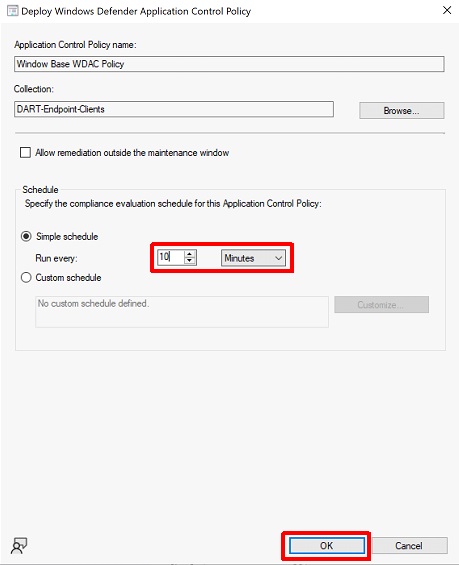 Deploy Windows Defender Application Control Policy
Application Control Policy name:
Window Base WDAC Policy
Collection:
DART-Endpoint-Clients
Browse...
Allow remediation outside the maintenance window
Schedule
Specify the compliance evaluation schedule for this Application Control Policy:
Simple schedule
Run every:
10
Minutes
Custom schedule
No custom schedule defined.
Customize...
OK
Cancel